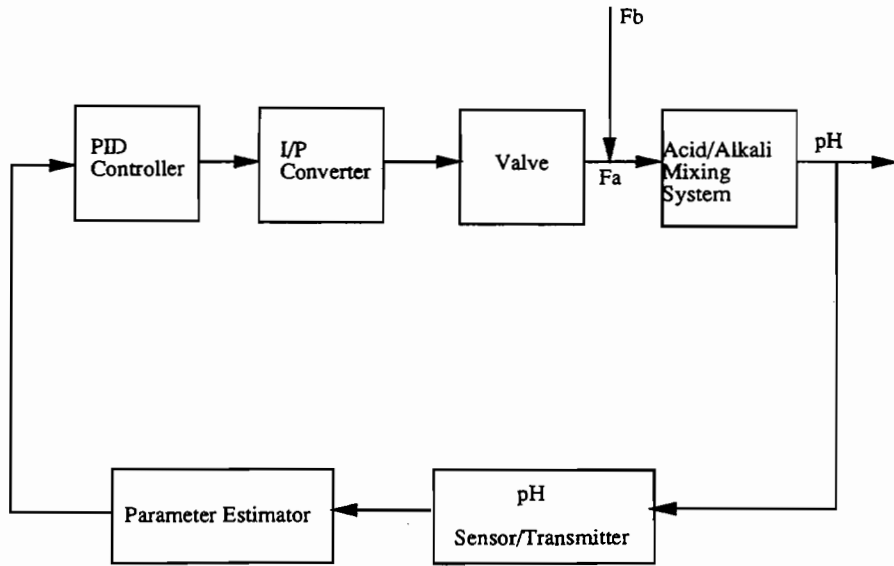 Fb
PID
Controller
I/P
Converter
Valve
Fa
Acid/Alkali
Mixing
System
pH
Parameter Estimator
pH
Sensor/Transmitter